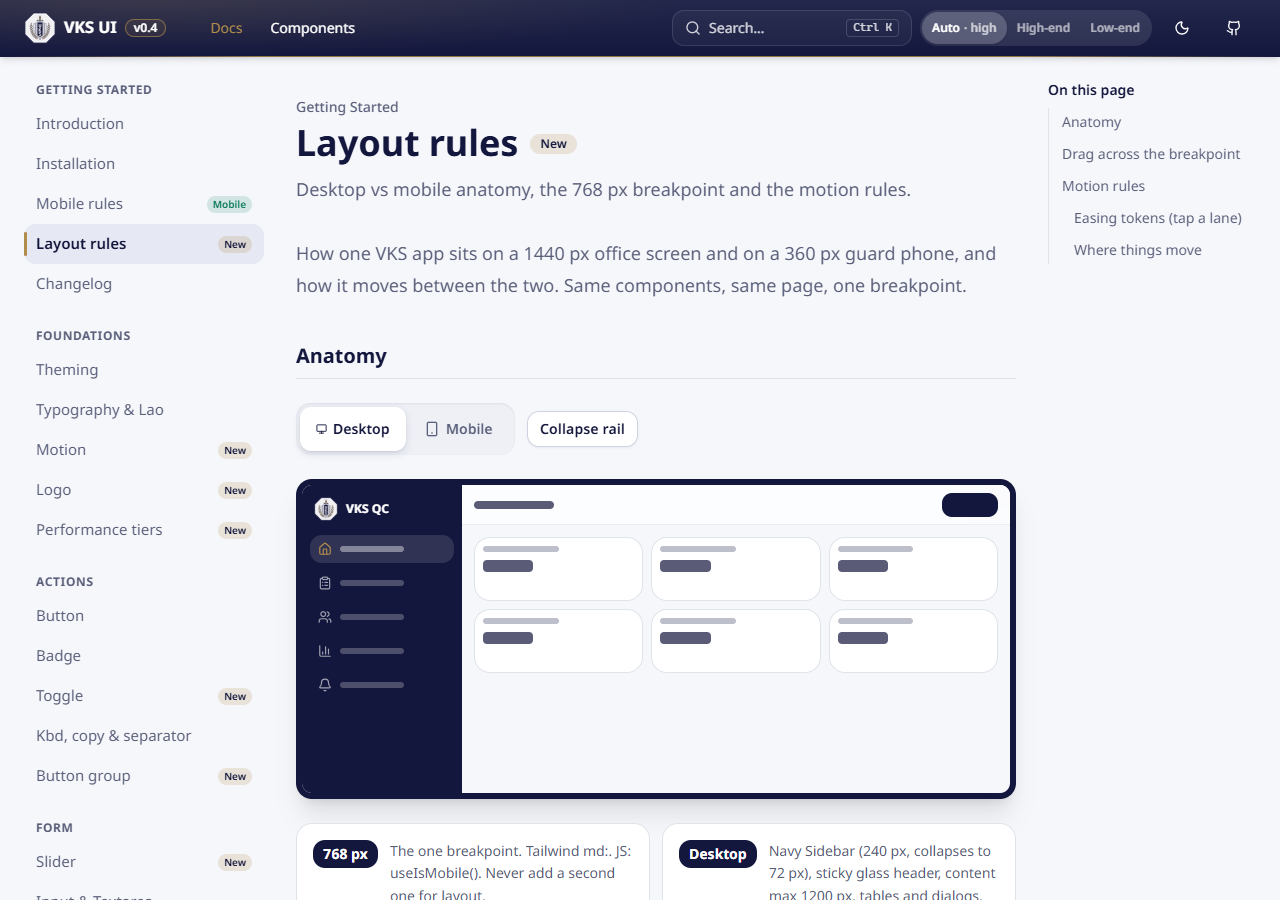 VKS UI v0.4 Docs Components Search... Ctrl K Auto · high High-end Low-end
GETTING STARTED
Introduction
Installation
Mobile rules Mobile
Layout rules New
Changelog
FOUNDATIONS
Theming
Typography & Lao
Motion New
Logo New
Performance tiers New
ACTIONS
Button
Badge
Toggle New
Kbd, copy & separator
Button group New
FORM
Slider New
Getting Started
Layout rules New
Desktop vs mobile anatomy, the 768 px breakpoint and the motion rules.
How one VKS app sits on a 1440 px office screen and on a 360 px guard phone, and
how it moves between the two. Same components, same page, one breakpoint.
Anatomy
Desktop Mobile Collapse rail
VKS QC
768 px
The one breakpoint. Tailwind md:. JS:
useIsMobile(). Never add a second
one for layout.
Desktop
Navy Sidebar (240 px, collapses to
72 px), sticky glass header, content
max 1200 px, tables and dialogs.
On this page
Anatomy
Drag across the breakpoint
Motion rules
Easing tokens (tap a lane)
Where things move